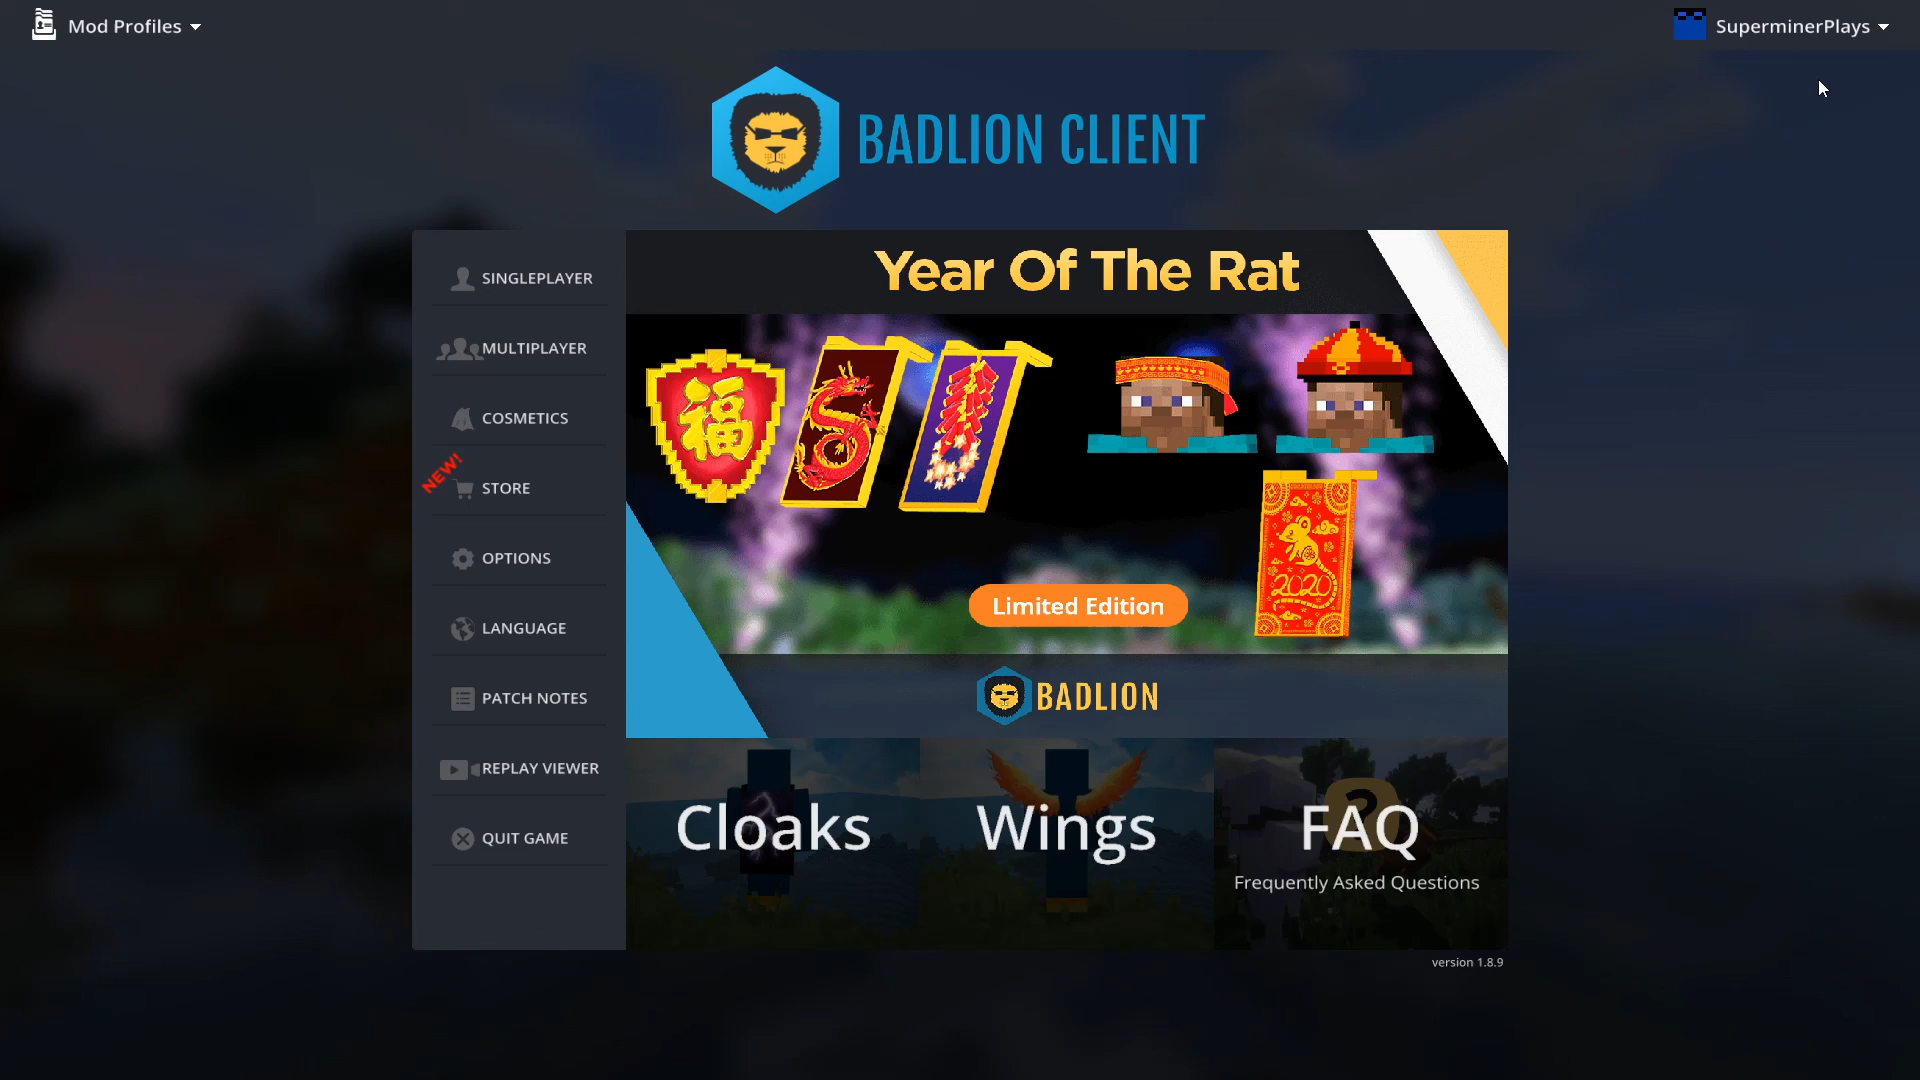 Mod Profiles
SuperminerPlays
BADLION CLIENT
SINGLEPLAYER
MULTIPLAYER
COSMETICS
NEW!
STORE
OPTIONS
LANGUAGE
PATCH NOTES
REPLAY VIEWER
QUIT GAME
Year Of The Rat
福
2020
Limited Edition
BADLION
Cloaks
Wings
?
FAQ
Frequently Asked Questions
version 1.8.9